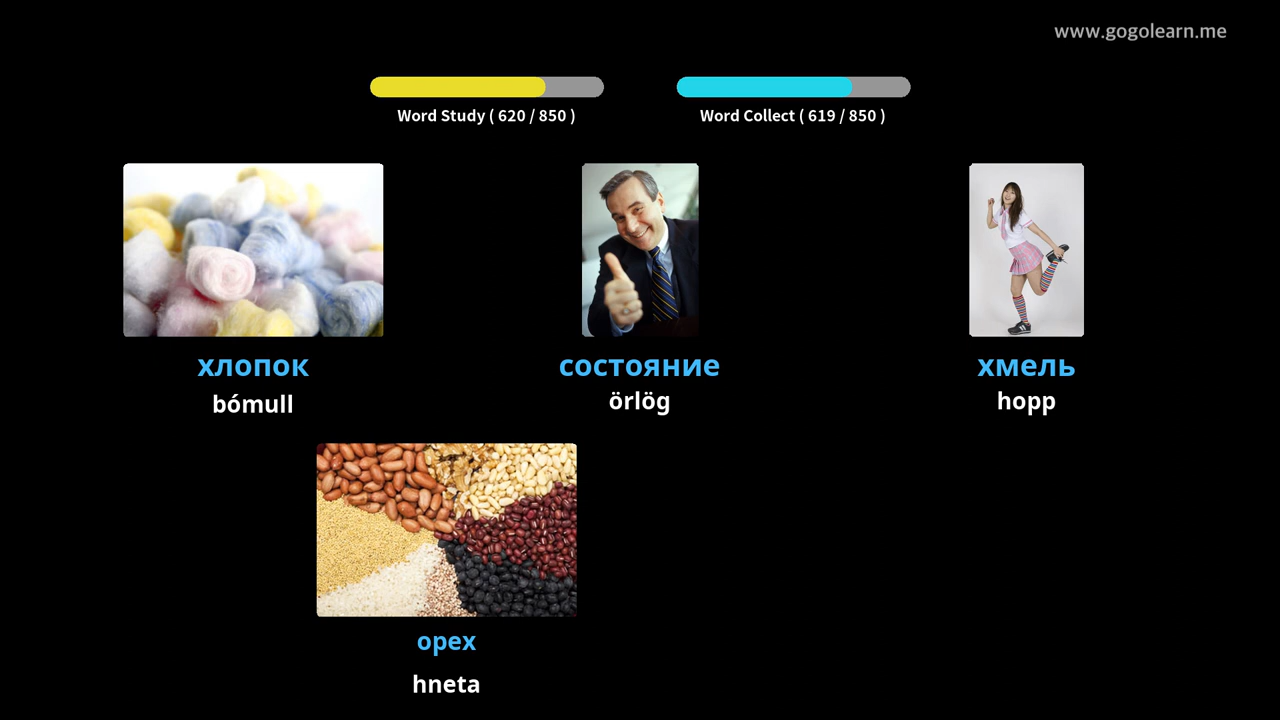 www.gogolearn.me
Word Study ( 620 / 850 )
Word Collect ( 619 / 850 )
хлопок
bómull
состояние
örlög
хмель
hopp
орех
hneta